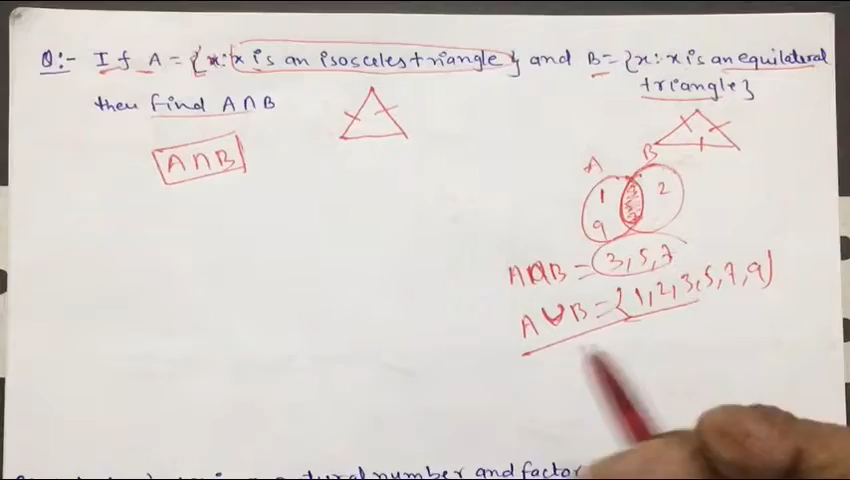 Q:- If A = {x: x is an isosceles triangle} and B = {x: x is an equilateral
triangle}
then find A∩B
A∩B
A B
1 2
9
A∩B = 3, 5, 7
A∪B = {1, 2, 3, 5, 7, 9}
natural number and factor